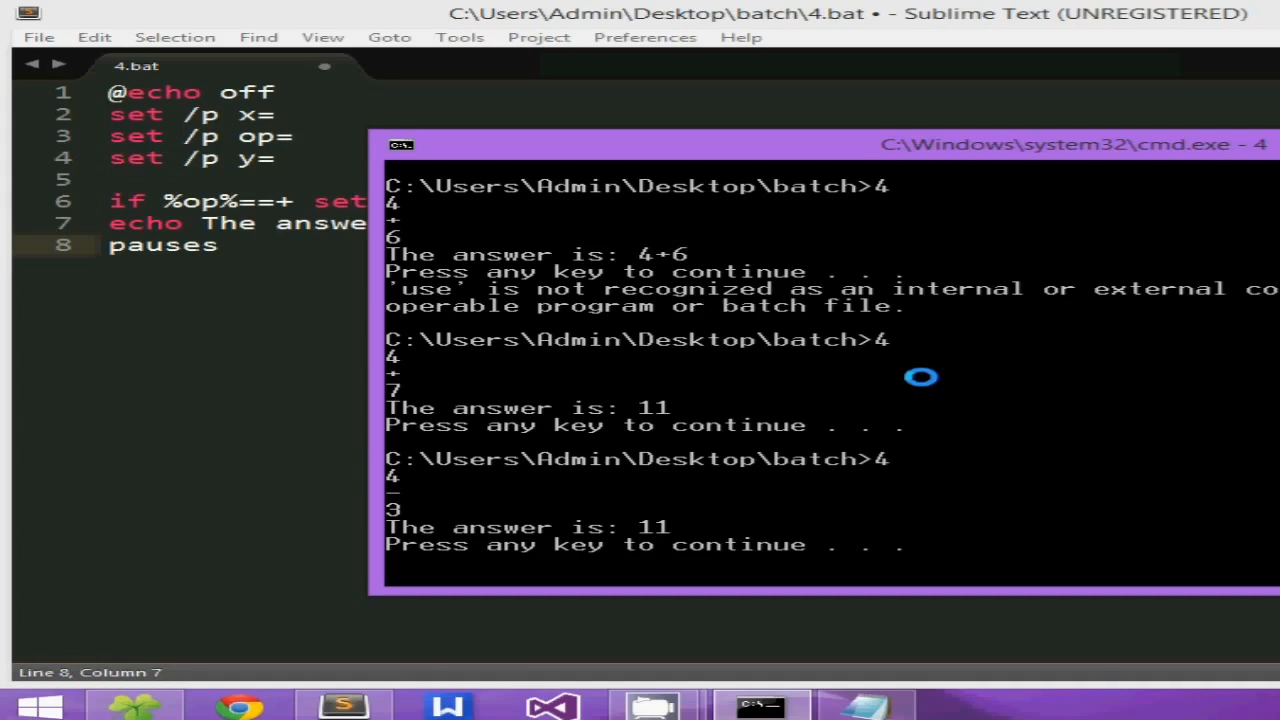 C:\Users\Admin\Desktop\batch\4.bat • - Sublime Text (UNREGISTERED)
File Edit Selection Find View Goto Tools Project Preferences Help
4.bat
1 @echo off
2 set /p x=
3 set /p op=
4 set /p y=
5
6 if %op%==+ set
7 echo The answe
8 pauses
C:\Windows\system32\cmd.exe - 4
C:\Users\Admin\Desktop\batch>4
4
+
6
The answer is: 4+6
Press any key to continue . . .
'use' is not recognized as an internal or external co
operable program or batch file.
C:\Users\Admin\Desktop\batch>4
4
+
7
The answer is: 11
Press any key to continue . . .
C:\Users\Admin\Desktop\batch>4
4
-
3
The answer is: 11
Press any key to continue . . .
Line 8, Column 7